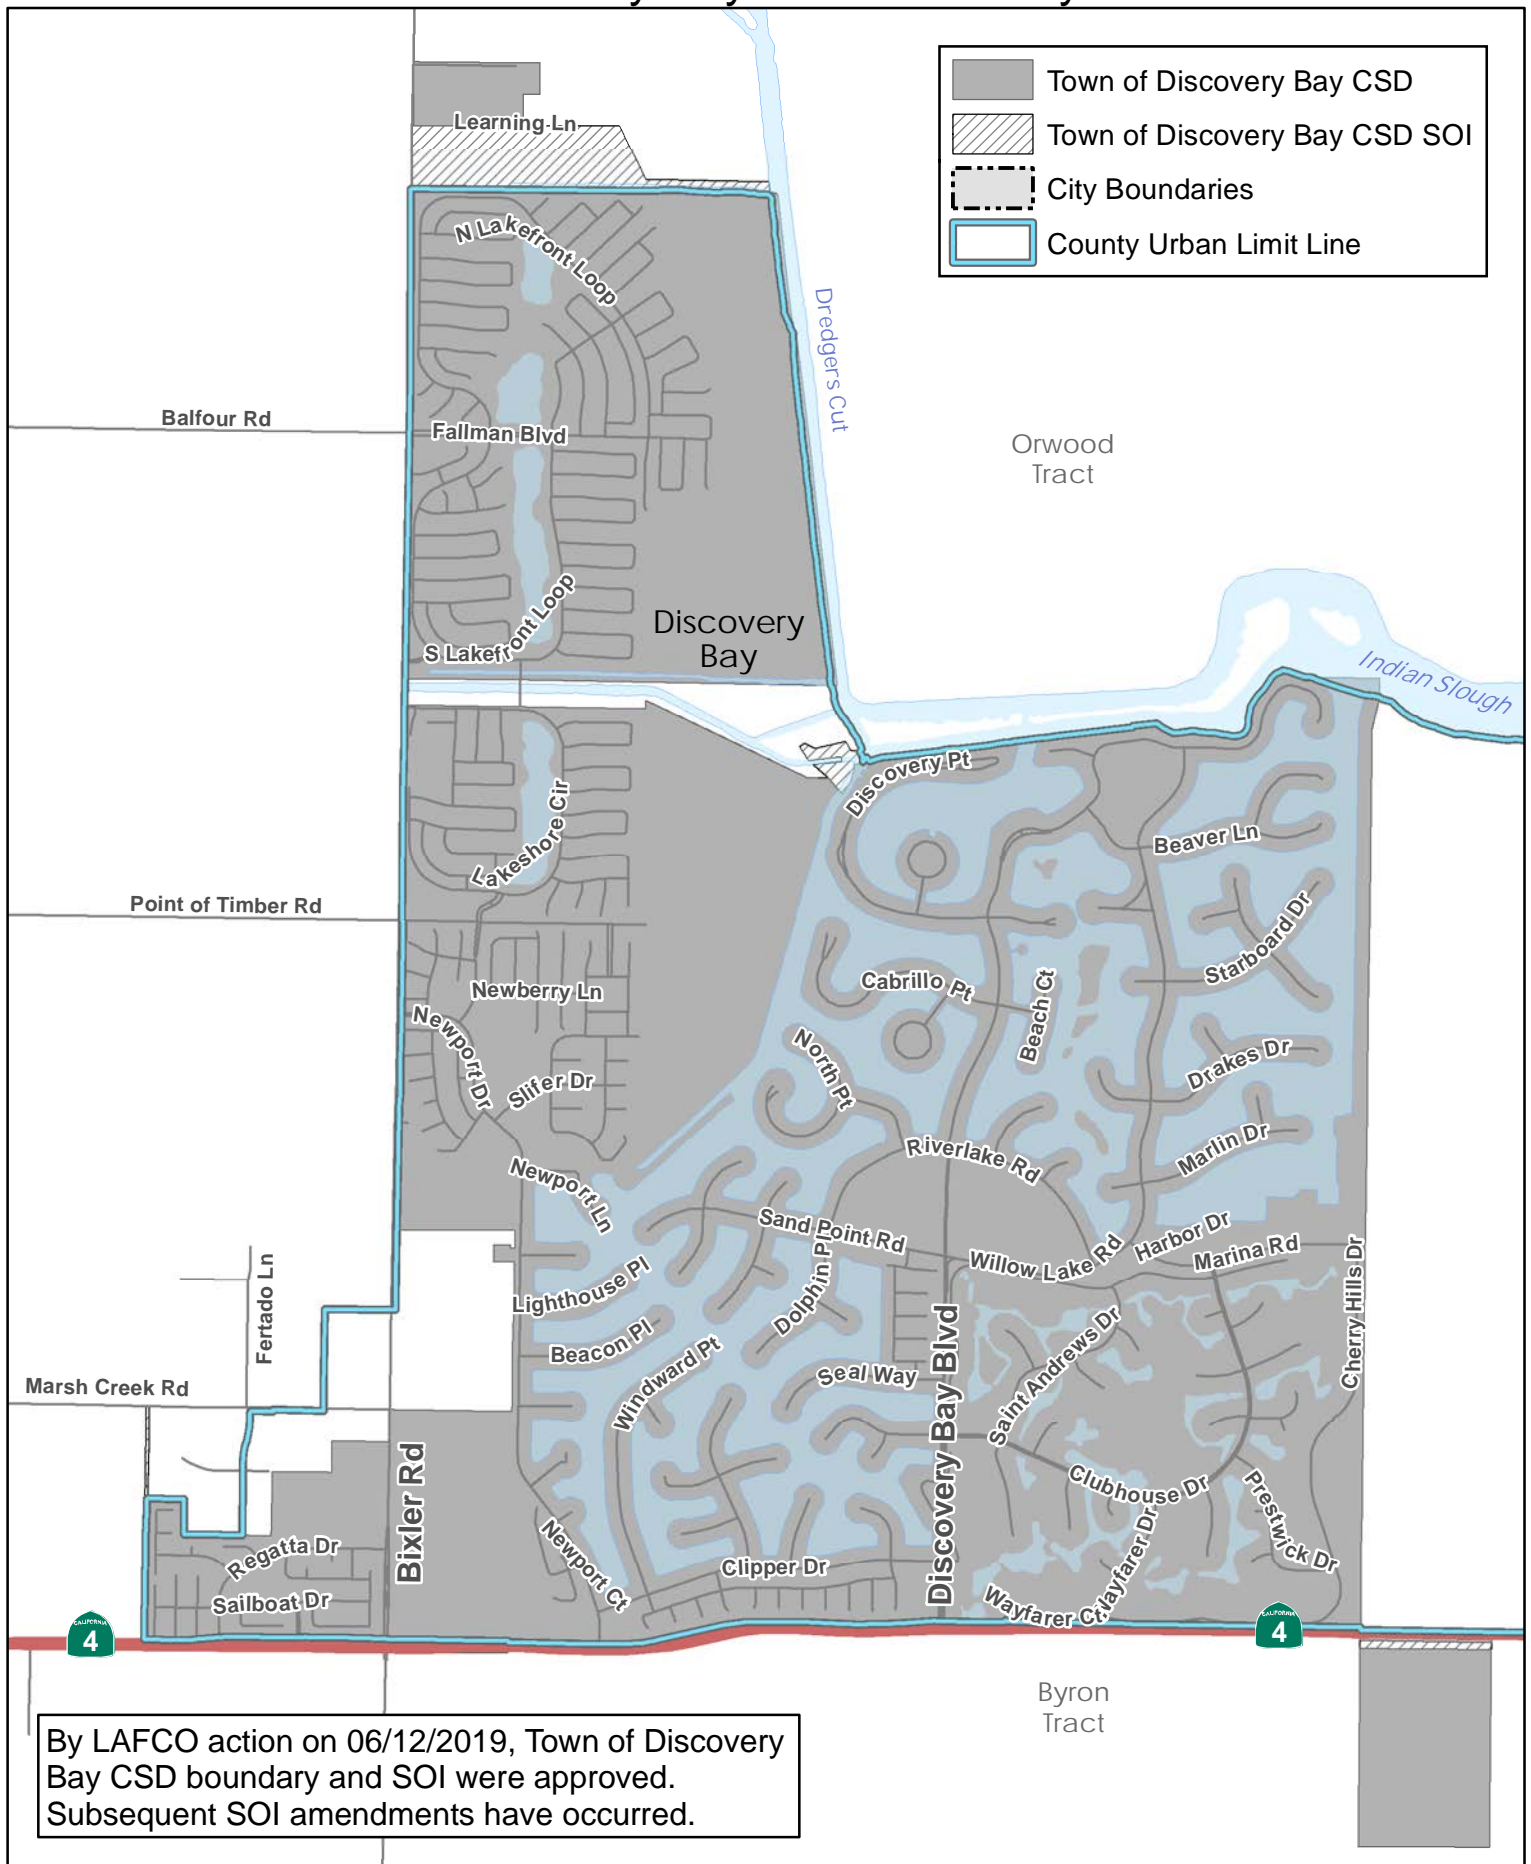 Town of Discovery Bay CSD
Town of Discovery Bay CSD SOI
City Boundaries
County Urban Limit Line
Learning Ln
N Lakefront Loop
Dredgers Cut
Balfour Rd
Fallman Blvd
Orwood
Tract
S Lakefront Loop
Discovery
Bay
Indian Slough
Discovery Pt
Lakeshore Cir
Beaver Ln
Point of Timber Rd
Starboard Dr
Cabrillo Pt
Beach Ct
Newberry Ln
Newport Dr
North Pt
Slifer Dr
Drakes Dr
Marlin Dr
Riverlake Rd
Newport Ln
Sand Point Rd
Harbor Dr
Willow Lake Rd
Marina Rd
Cherry Hills Dr
Fertado Ln
Lighthouse Pl
Dolphin Pl
Beacon Pl
Windward Pt
Seal Way
Saint Andrews Dr
Marsh Creek Rd
Discovery Bay Blvd
Bixler Rd
Clubhouse Dr
Prestwick Dr
Regatta Dr
Newport Ct
Clipper Dr
Wayfarer Dr
Sailboat Dr
Wayfarer Ct
CALIFORNIA
4
CALIFORNIA
4
Byron
Tract
By LAFCO action on 06/12/2019, Town of Discovery
Bay CSD boundary and SOI were approved.
Subsequent SOI amendments have occurred.